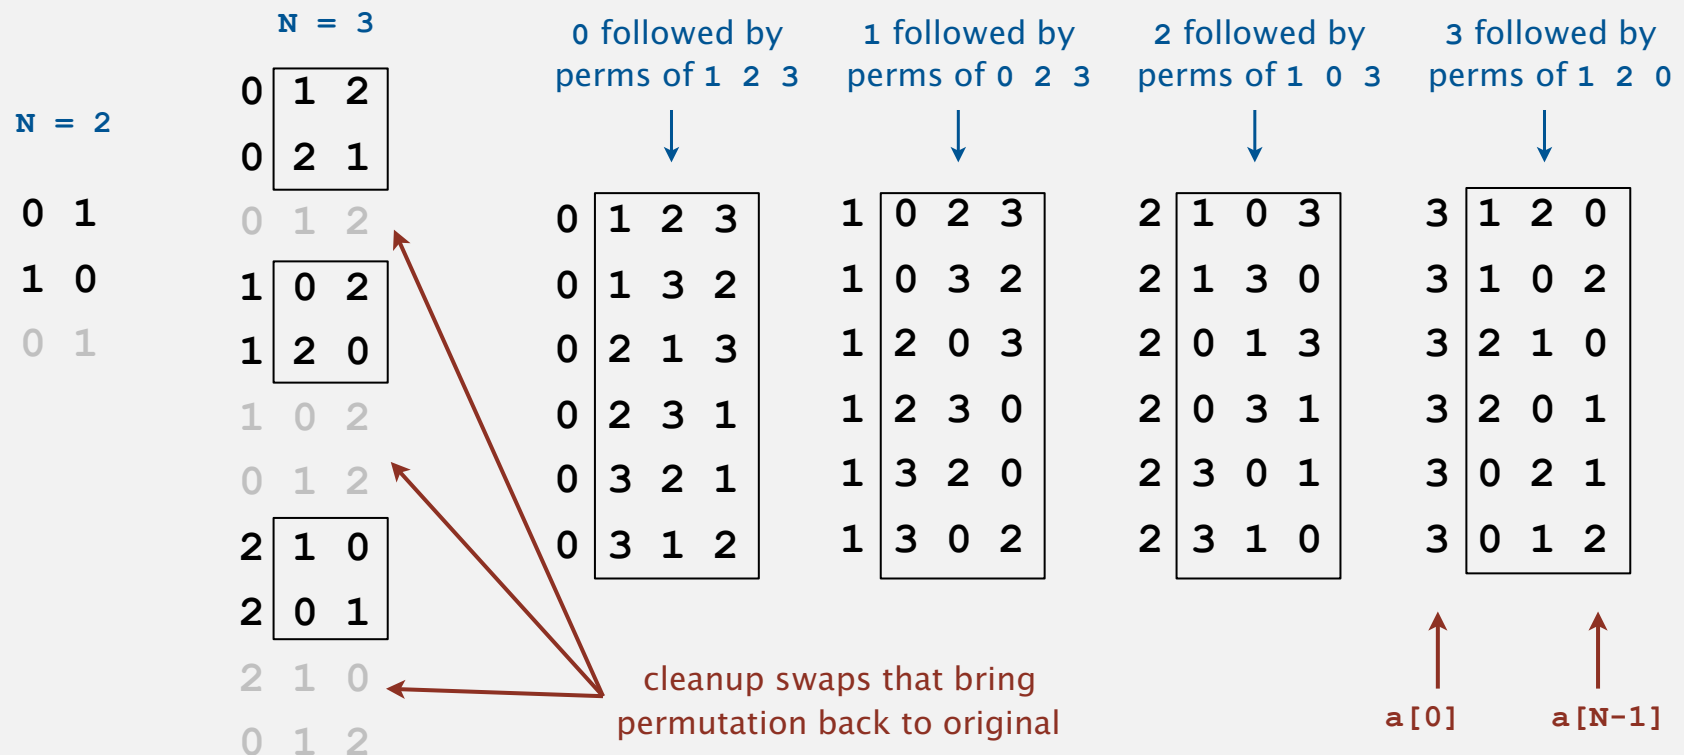 N = 2
0 1
1 0
0 1
N = 3
0 1 2
0 2 1
0 1 2
1 0 2
1 2 0
1 0 2
0 1 2
2 1 0
2 0 1
2 1 0
0 1 2
0 followed by
perms of 1 2 3
0 1 2 3
0 1 3 2
0 2 1 3
0 2 3 1
0 3 2 1
0 3 1 2
1 followed by
perms of 0 2 3
1 0 2 3
1 0 3 2
1 2 0 3
1 2 3 0
1 3 2 0
1 3 0 2
2 followed by
perms of 1 0 3
2 1 0 3
2 1 3 0
2 0 1 3
2 0 3 1
2 3 0 1
2 3 1 0
3 followed by
perms of 1 2 0
3 1 2 0
3 1 0 2
3 2 1 0
3 2 0 1
3 0 2 1
3 0 1 2
cleanup swaps that bring
permutation back to original
a[0]
a[N-1]